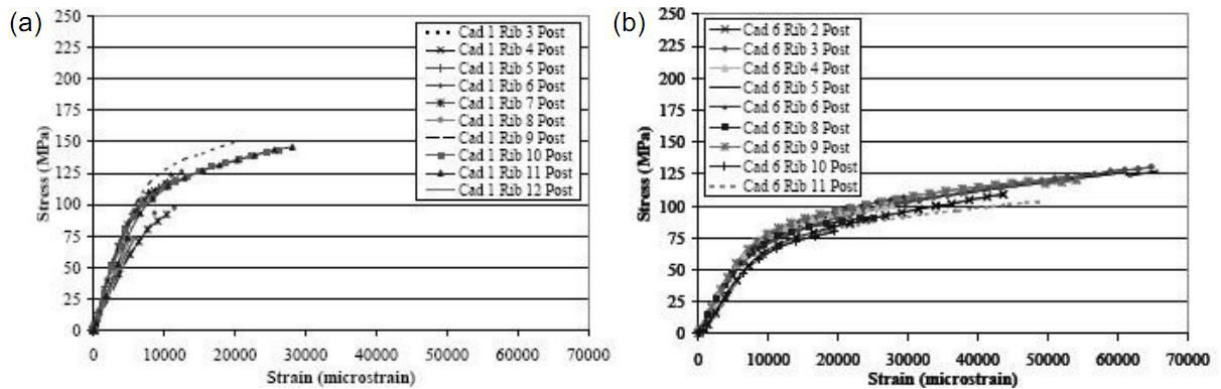 (a)
250
225
200
175
150
125
100
75
50
25
0
Stress (MPa)
Cad 1 Rib 3 Post
Cad 1 Rib 4 Post
Cad 1 Rib 5 Post
Cad 1 Rib 6 Post
Cad 1 Rib 7 Post
Cad 1 Rib 8 Post
Cad 1 Rib 9 Post
Cad 1 Rib 10 Post
Cad 1 Rib 11 Post
Cad 1 Rib 12 Post
0 10000 20000 30000 40000 50000 60000 70000
Strain (microstrain)
(b)
250
225
200
175
150
125
100
75
50
25
0
Stress (MPa)
Cad 6 Rib 2 Post
Cad 6 Rib 3 Post
Cad 6 Rib 4 Post
Cad 6 Rib 5 Post
Cad 6 Rib 6 Post
Cad 6 Rib 8 Post
Cad 6 Rib 9 Post
Cad 6 Rib 10 Post
Cad 6 Rib 11 Post
0 10000 20000 30000 40000 50000 60000 70000
Strain (microstrain)